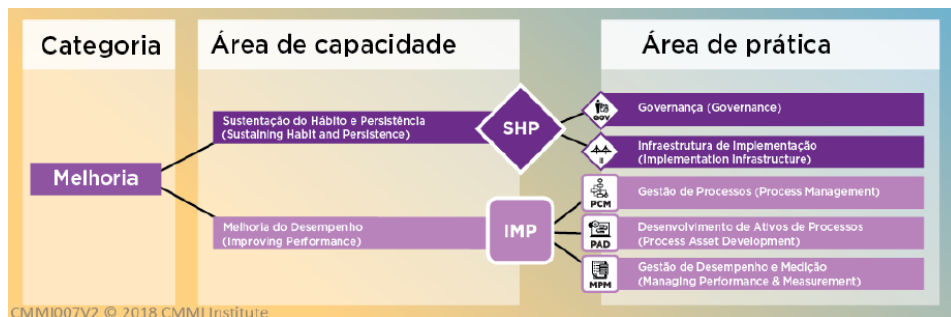 Categoria
Área de capacidade
Área de prática
Melhoria
Sustentação do Hábito e Persistência
(Sustaining Habit and Persistence)
SHP
GOV
Governança (Governance)
II
Infraestrutura de Implementação
(Implementation Infrastructure)
Melhoria do Desempenho
(Improving Performance)
IMP
PCM
Gestão de Processos (Process Management)
PAD
Desenvolvimento de Ativos de Processos
(Process Asset Development)
MPM
Gestão de Desempenho e Medição
(Managing Performance & Measurement)
CMMI007V2 © 2018 CMMI Institute